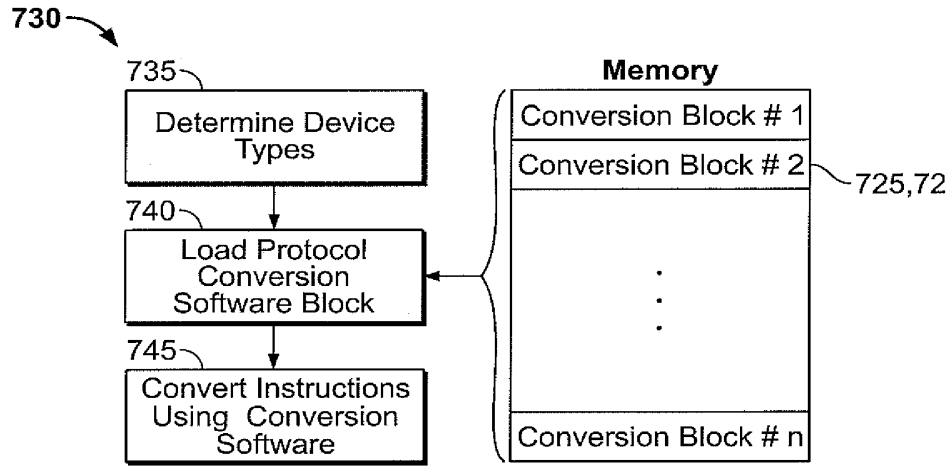 730
735
Determine Device
Types
740
Load Protocol
Conversion
Software Block
745
Convert Instructions
Using Conversion
Software
Memory
Conversion Block # 1
Conversion Block # 2
725,72
Conversion Block # n